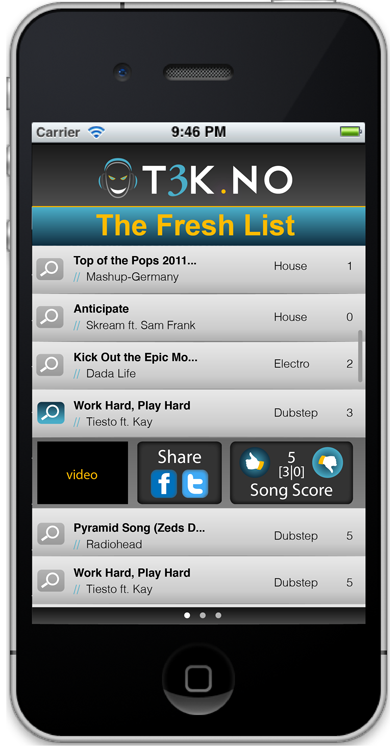 Carrier 9:46 PM
T3K.NO
The Fresh List
Top of the Pops 2011... House 1
// Mashup-Germany
Anticipate House 0
// Skream ft. Sam Frank
Kick Out the Epic Mo... Electro 2
// Dada Life
Work Hard, Play Hard Dubstep 3
// Tiesto ft. Kay
video
Share
f t
5
[3|0]
Song Score
Pyramid Song (Zeds D... Dubstep 5
// Radiohead
Work Hard, Play Hard Dubstep 5
// Tiesto ft. Kay